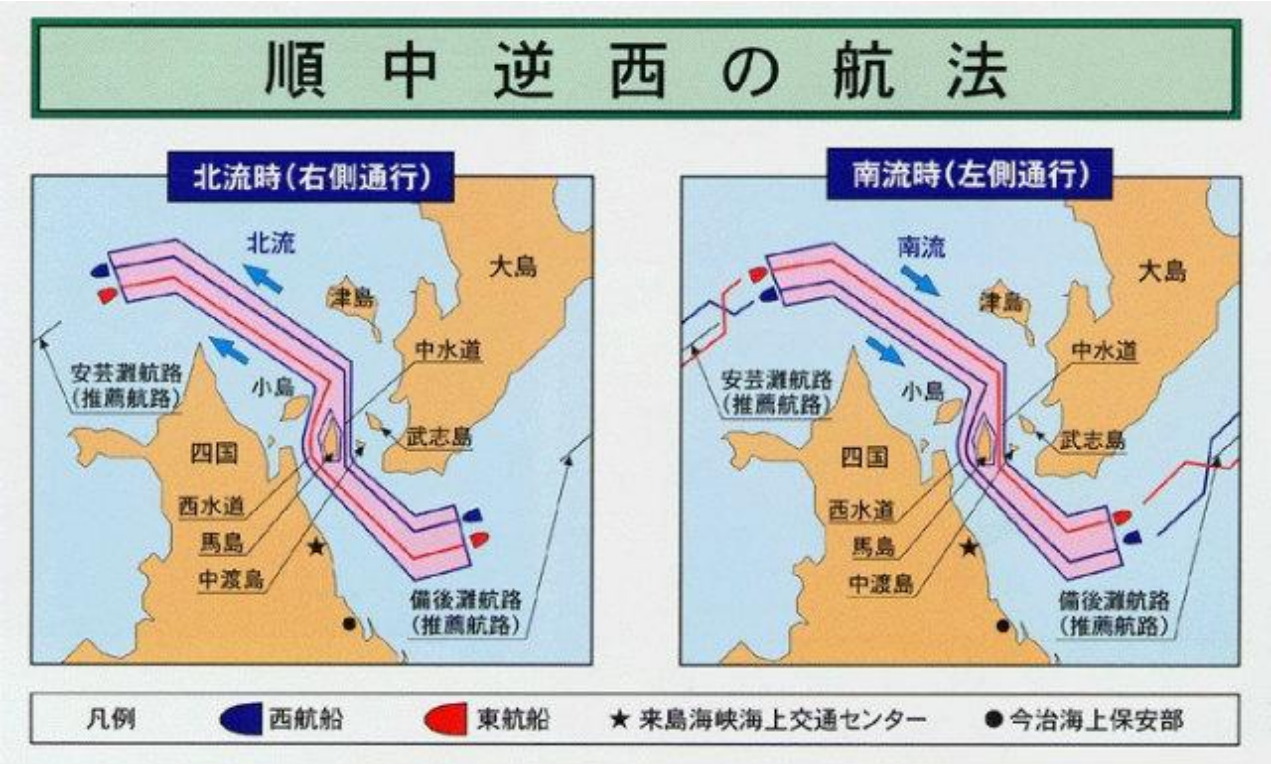 順中逆西の航法
北流時(右側通行)
北流
大島
津島
中水道
安芸灘航路
(推薦航路)
小島
武志島
四国
西水道
馬島
中渡島
備後灘航路
(推薦航路)
南流時(左側通行)
南流
大島
津島
中水道
安芸灘航路
(推薦航路)
小島
武志島
四国
西水道
馬島
中渡島
備後灘航路
(推薦航路)
凡例 西航船 東航船 ★来島海峡海上交通センター ●今治海上保安部